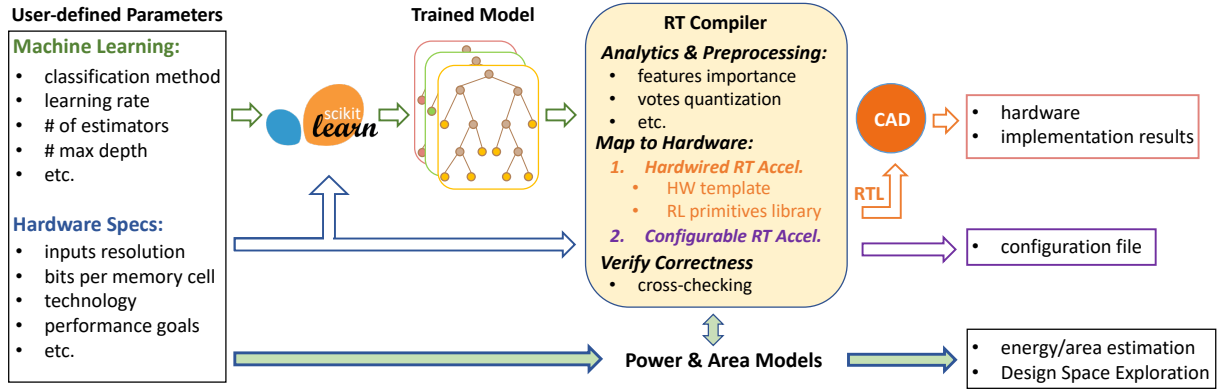 User-defined Parameters
Machine Learning:
• classification method
• learning rate
• # of estimators
• # max depth
• etc.
Hardware Specs:
• inputs resolution
• bits per memory cell
• technology
• performance goals
• etc.
scikit
learn
Trained Model
RT Compiler
Analytics & Preprocessing:
• features importance
• votes quantization
• etc.
Map to Hardware:
1. Hardwired RT Accel.
• HW template
• RL primitives library
2. Configurable RT Accel.
Verify Correctness
• cross-checking
Power & Area Models
CAD
RTL
• hardware
• implementation results
• configuration file
• energy/area estimation
• Design Space Exploration